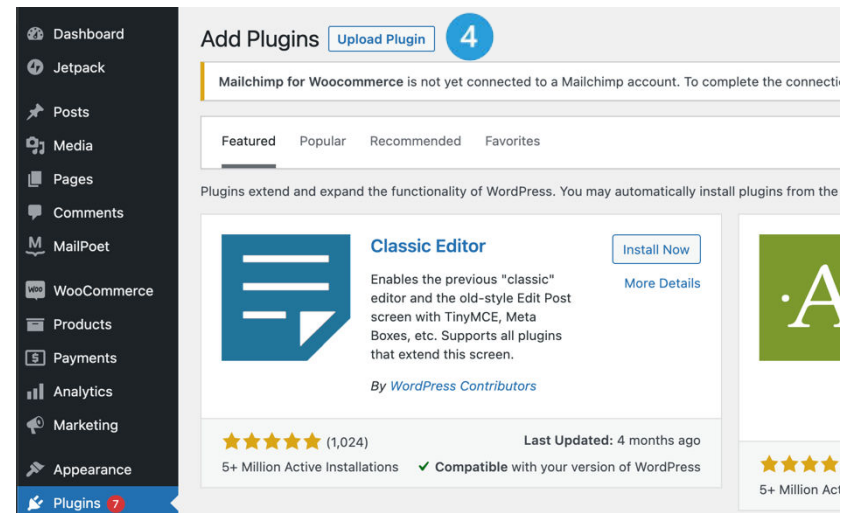 Dashboard
Jetpack
Posts
Media
Pages
Comments
MailPoet
WooCommerce
Products
Payments
Analytics
Marketing
Appearance
Plugins 7
Add Plugins Upload Plugin 4
Mailchimp for Woocommerce is not yet connected to a Mailchimp account. To complete the connecti
Featured Popular Recommended Favorites
Plugins extend and expand the functionality of WordPress. You may automatically install plugins from the
Classic Editor
Install Now
More Details
Enables the previous "classic"
editor and the old-style Edit Post
screen with TinyMCE, Meta
Boxes, etc. Supports all plugins
that extend this screen.
By WordPress Contributors
(1,024)
Last Updated: 4 months ago
5+ Million Active Installations
Compatible with your version of WordPress
·A
5+ Million Act